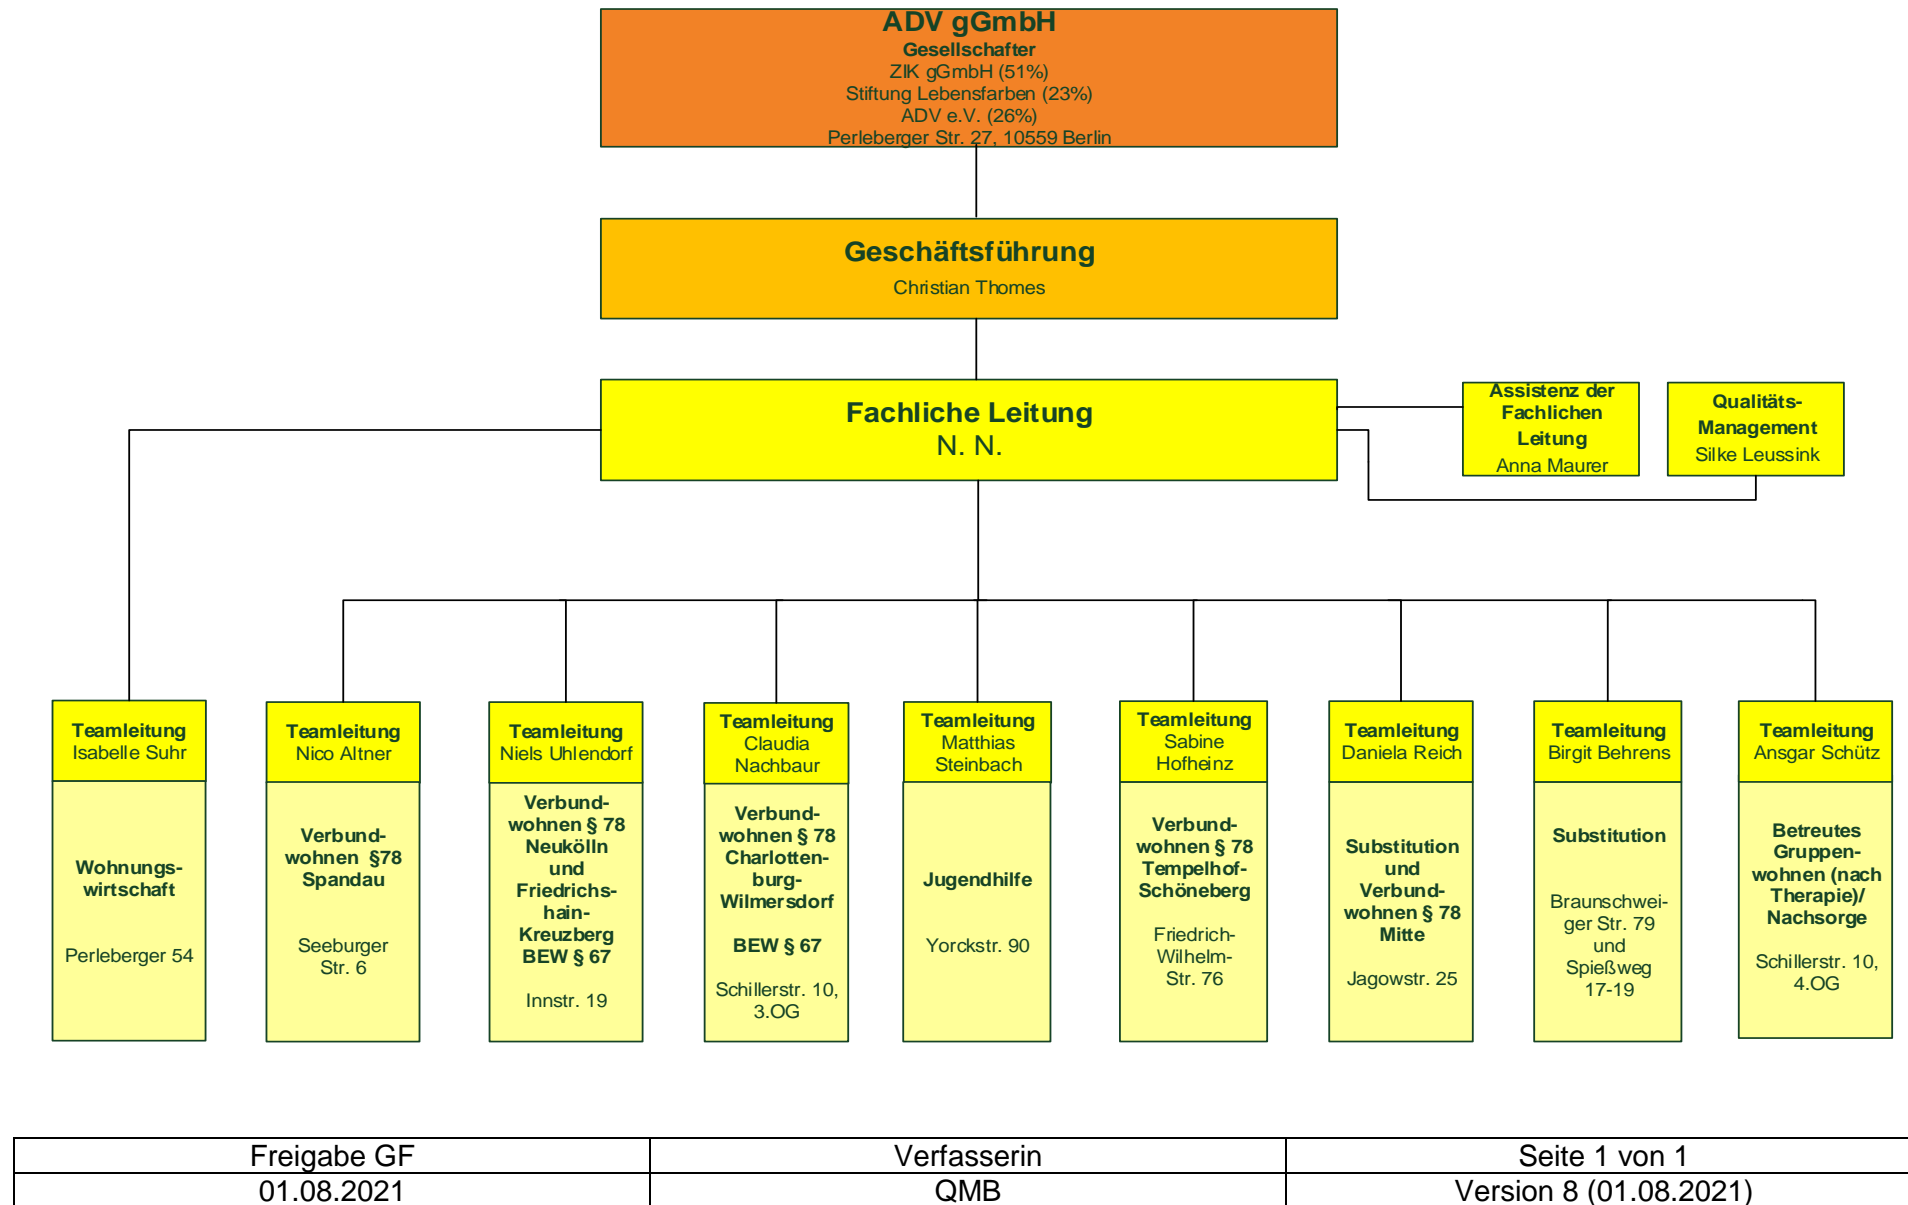 ADV gGmbH
Gesellschafter
ZIK gGmbH (51%)
Stiftung Lebensfarben (23%)
ADV e.V. (26%)
Perleberger Str. 27, 10559 Berlin
Geschäftsführung
Christian Thomes
Fachliche Leitung
N. N.
Assistenz der
Fachlichen
Leitung
Anna Maurer
Qualitäts-
Management
Silke Leussink
Teamleitung
Isabelle Suhr
Wohnungs-
wirtschaft
Perleberger 54
Teamleitung
Nico Altner
Verbund-
wohnen §78
Spandau
Seeburger
Str. 6
Teamleitung
Niels Uhlendorf
Verbund-
wohnen § 78
Neukölln
und
Friedrichs-
hain-
Kreuzberg
BEW § 67
Innstr. 19
Teamleitung
Claudia
Nachbaur
Verbund-
wohnen § 78
Charlotten-
burg-
Wilmersdorf
BEW § 67
Schillerstr. 10,
3.OG
Teamleitung
Matthias
Steinbach
Jugendhilfe
Yorckstr. 90
Teamleitung
Sabine
Hofheinz
Verbund-
wohnen § 78
Tempelhof-
Schöneberg
Friedrich-
Wilhelm-
Str. 76
Teamleitung
Daniela Reich
Substitution
und
Verbund-
wohnen § 78
Mitte
Jagowstr. 25
Teamleitung
Birgit Behrens
Substitution
Braunschwei-
ger Str. 79
und
Spießweg
17-19
Teamleitung
Ansgar Schütz
Betreutes
Gruppen-
wohnen (nach
Therapie)/
Nachsorge
Schillerstr. 10,
4.OG
Freigabe GF
Verfasserin
Seite 1 von 1
01.08.2021
QMB
Version 8 (01.08.2021)